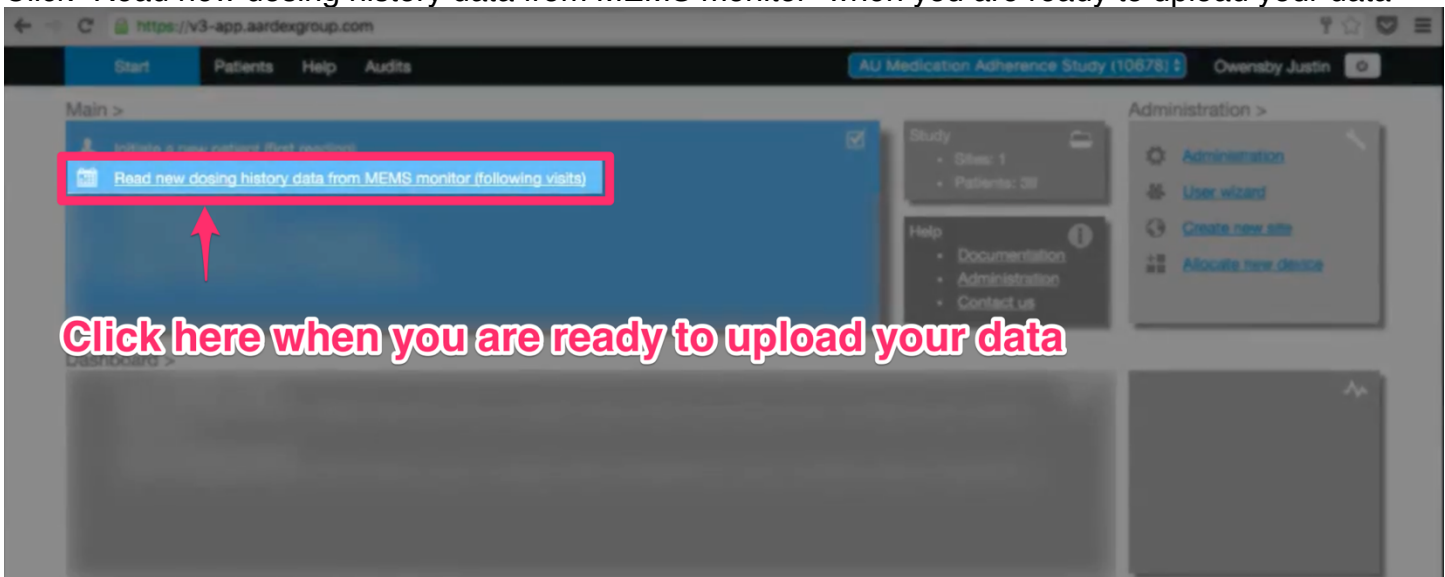 Click "Read new dosing history data from MEMS monitor" when you are ready to upload your data
https://v3-app.aardexgroup.com
Start Patients Help Audits AU Medication Adherence Study (10678) Owensby Justin
Main >
Initiate a new patient (first reading)
Read new dosing history data from MEMS monitor (following visits)
Study
• Sites: 1
• Patients: 39
Help
• Documentation
• Administration
• Contact us
Administration >
Administration
User wizard
Create new site
Allocate new device
Click here when you are ready to upload your data
Dashboard >